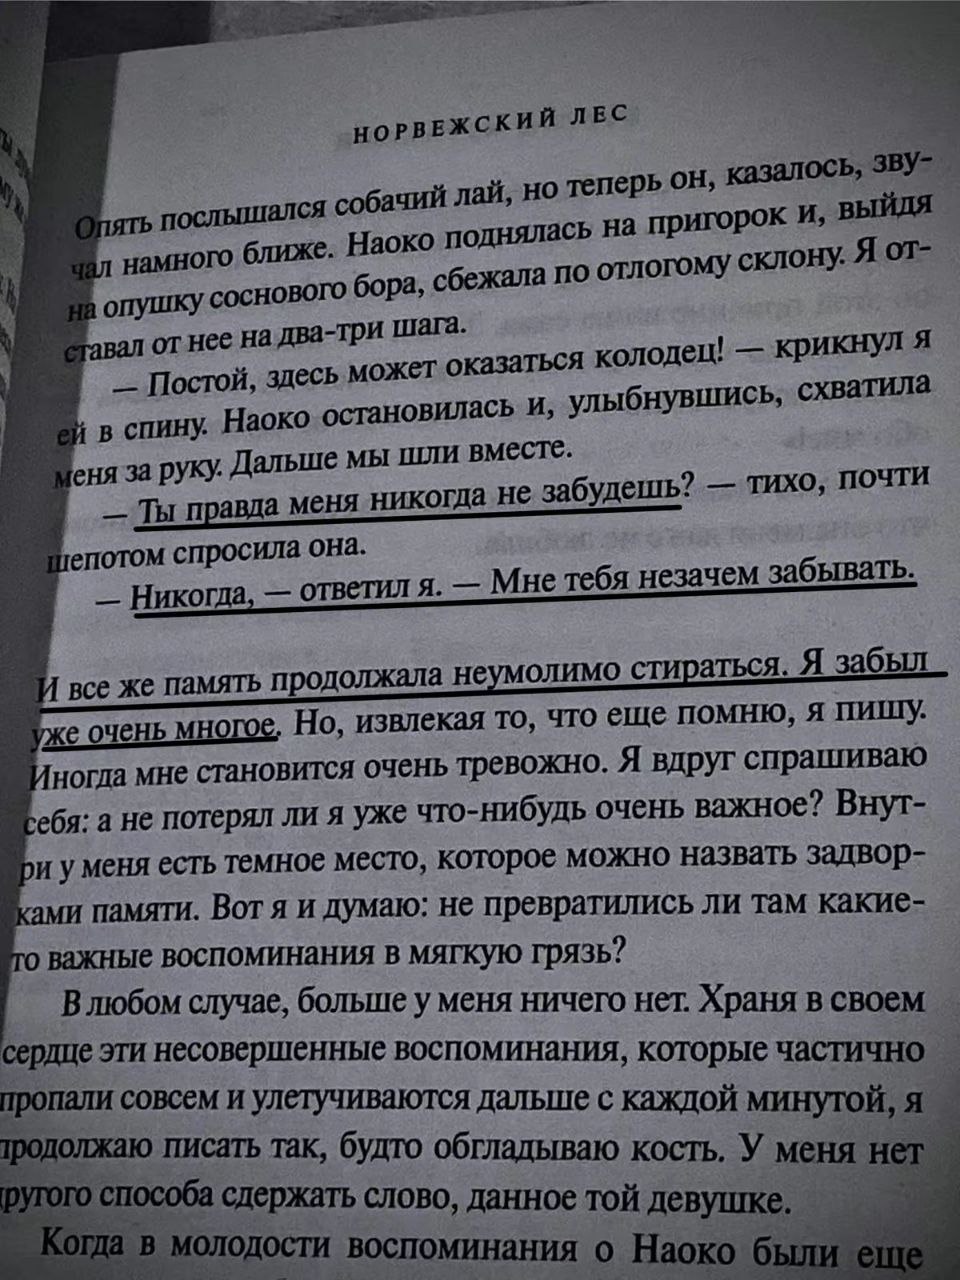 НОРВЕЖСКИЙ ЛЕС
Опять послышался собачий лай, но теперь он, казалось, зву-
чал намного ближе. Наоко поднялась на пригорок и, выйдя
на опушку соснового бора, сбежала по отлогому склону. Я от-
ставал от нее на два-три шага.
— Постой, здесь может оказаться колодец! — крикнул я
ей в спину. Наоко остановилась и, улыбнувшись, схватила
меня за руку. Дальше мы шли вместе.
— Ты правда меня никогда не забудешь? — тихо, почти
шепотом спросила она.
— Никогда, — ответил я. — Мне тебя незачем забывать.
И все же память продолжала неумолимо стираться. Я забыл
уже очень многое. Но, извлекая то, что еще помню, я пишу.
Иногда мне становится очень тревожно. Я вдруг спрашиваю
себя: а не потерял ли я уже что-нибудь очень важное? Внут-
ри у меня есть темное место, которое можно назвать задвор-
ками памяти. Вот я и думаю: не превратились ли там какие-
то важные воспоминания в мягкую грязь?
В любом случае, больше у меня ничего нет. Храня в своем
сердце эти несовершенные воспоминания, которые частично
пропали совсем и улетучиваются дальше с каждой минутой, я
продолжаю писать так, будто обгладываю кость. У меня нет
другого способа сдержать слово, данное той девушке.
Когда в молодости воспоминания о Наоко были еще